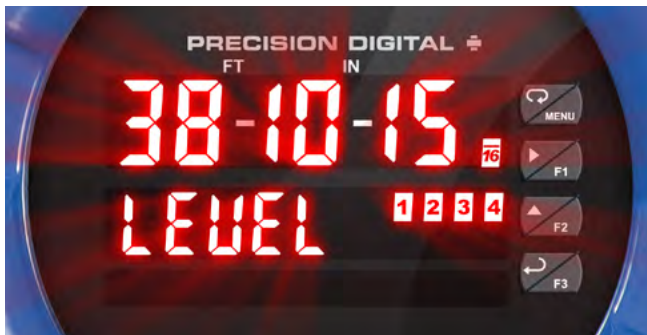 PRECISION DIGITAL
FT IN
38-10-15 16
MENU
F1
LEVEL 1 2 3 4
F2
F3